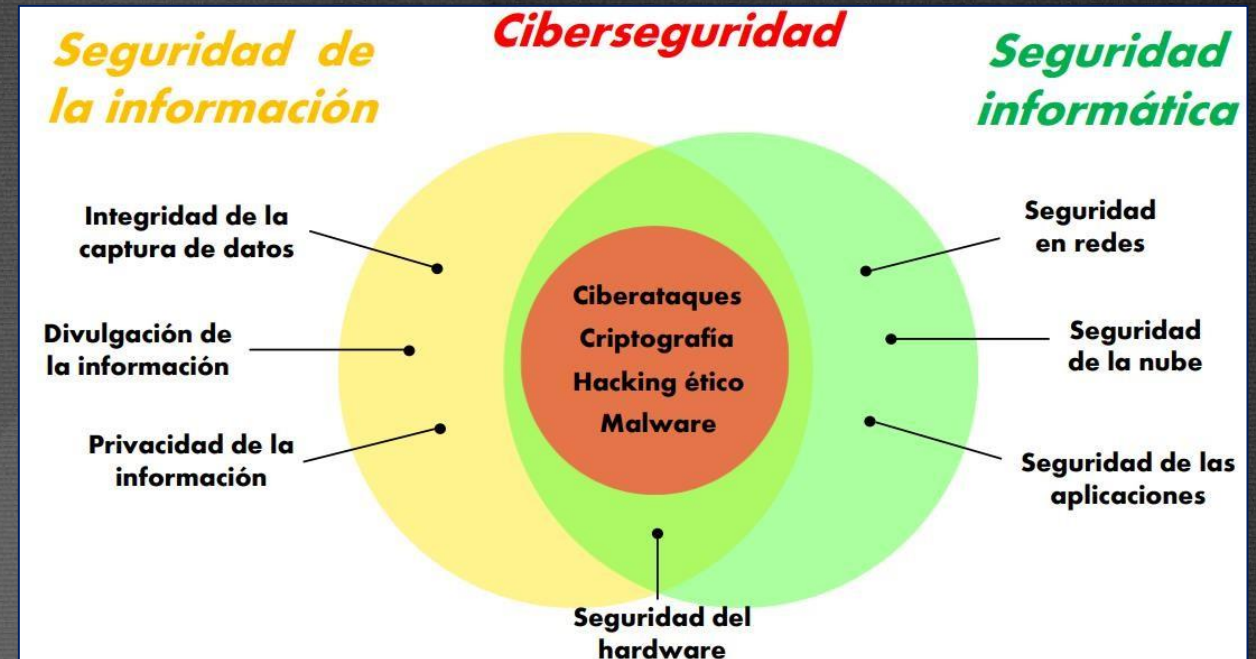 Seguridad de
la información
Ciberseguridad
Seguridad
informática
Integridad de la
captura de datos
Divulgación de
la información
Privacidad de la
información
Ciberataques
Criptografía
Hacking ético
Malware
Seguridad
en redes
Seguridad
de la nube
Seguridad de las
aplicaciones
Seguridad del
hardware